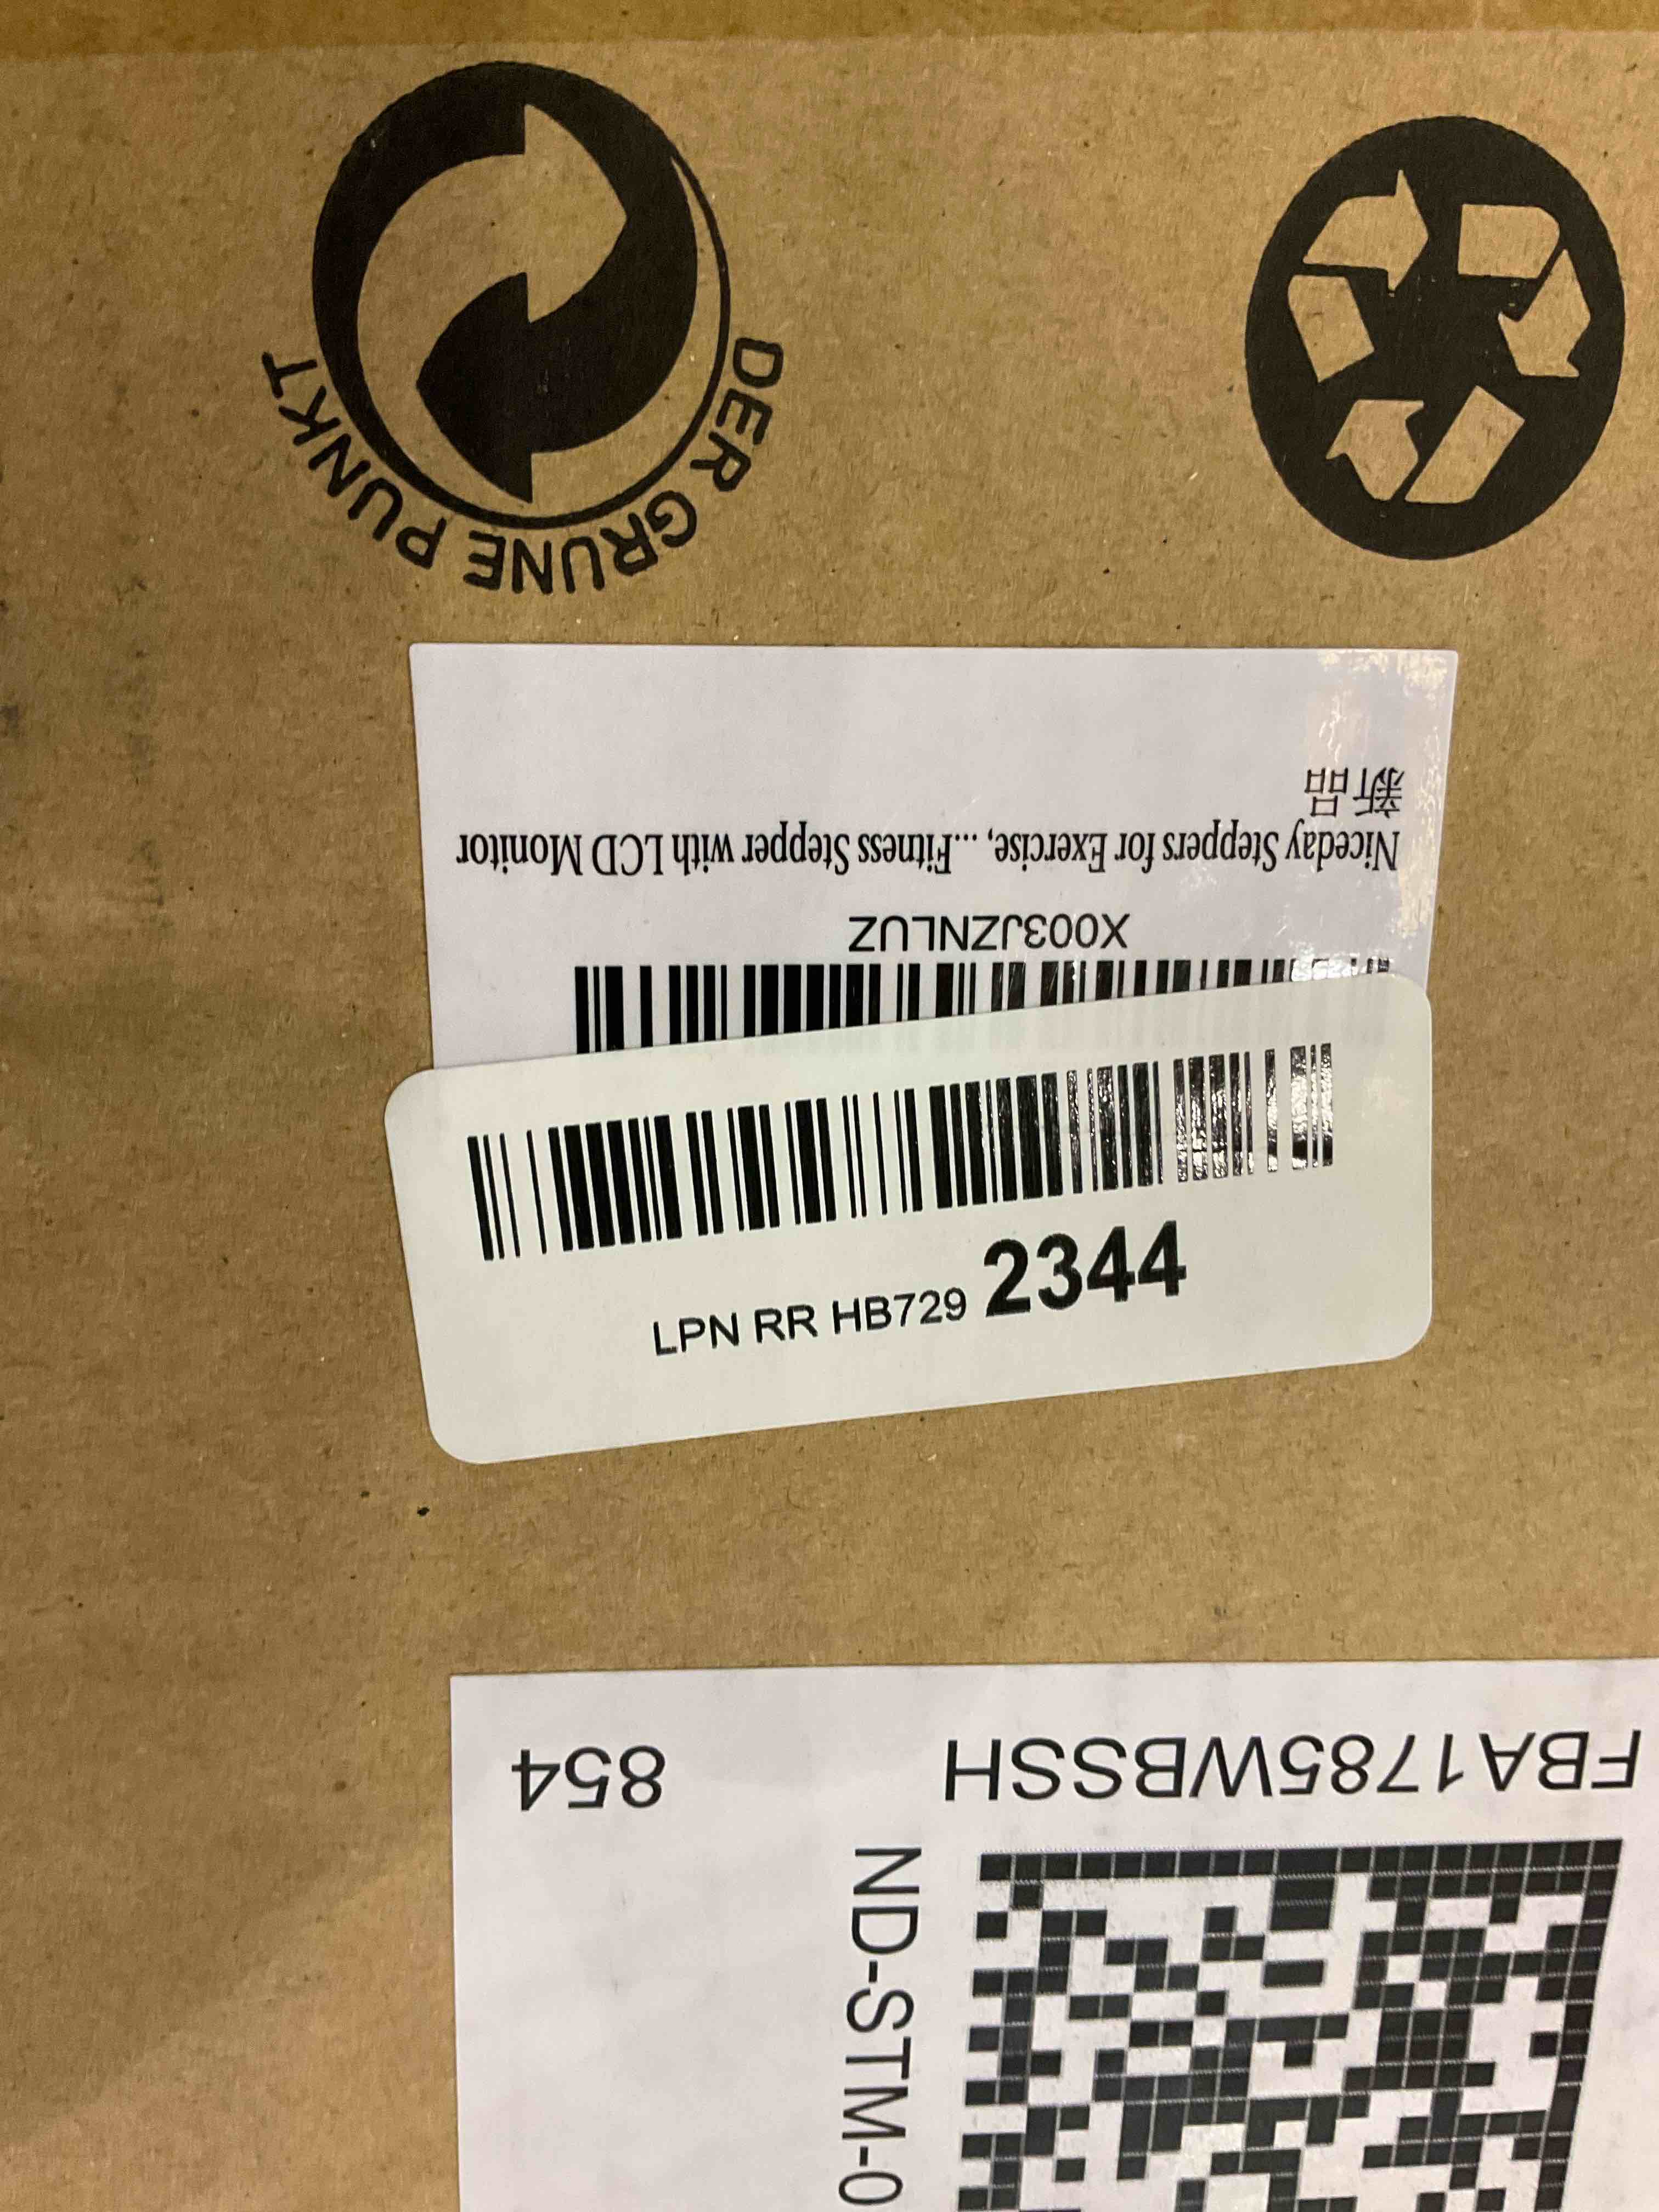 DER GRUNE PUNKT
X003JZNLUZ
Niceday Steppers for Exercise, ...Fitness Stepper with LCD Monitor
新品
LPN RR HB729 2344
FBA1785WBSSH
854
ND-STM-0